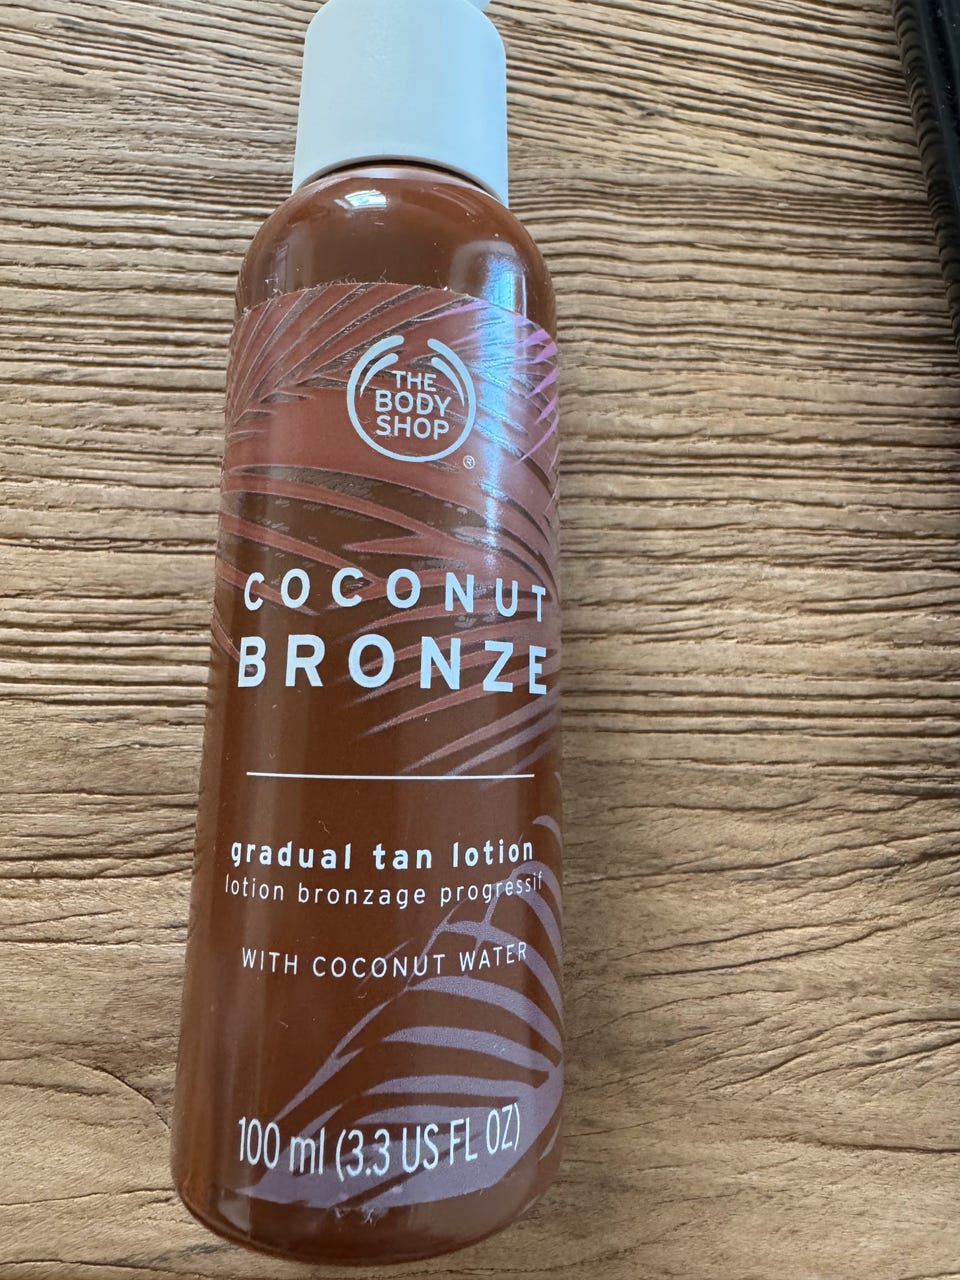 THE
BODY
SHOP
®
COCONUT
BRONZE
gradual tan lotion
lotion bronzage progressif
WITH COCONUT WATER
100 ml (3.3 US FL OZ)